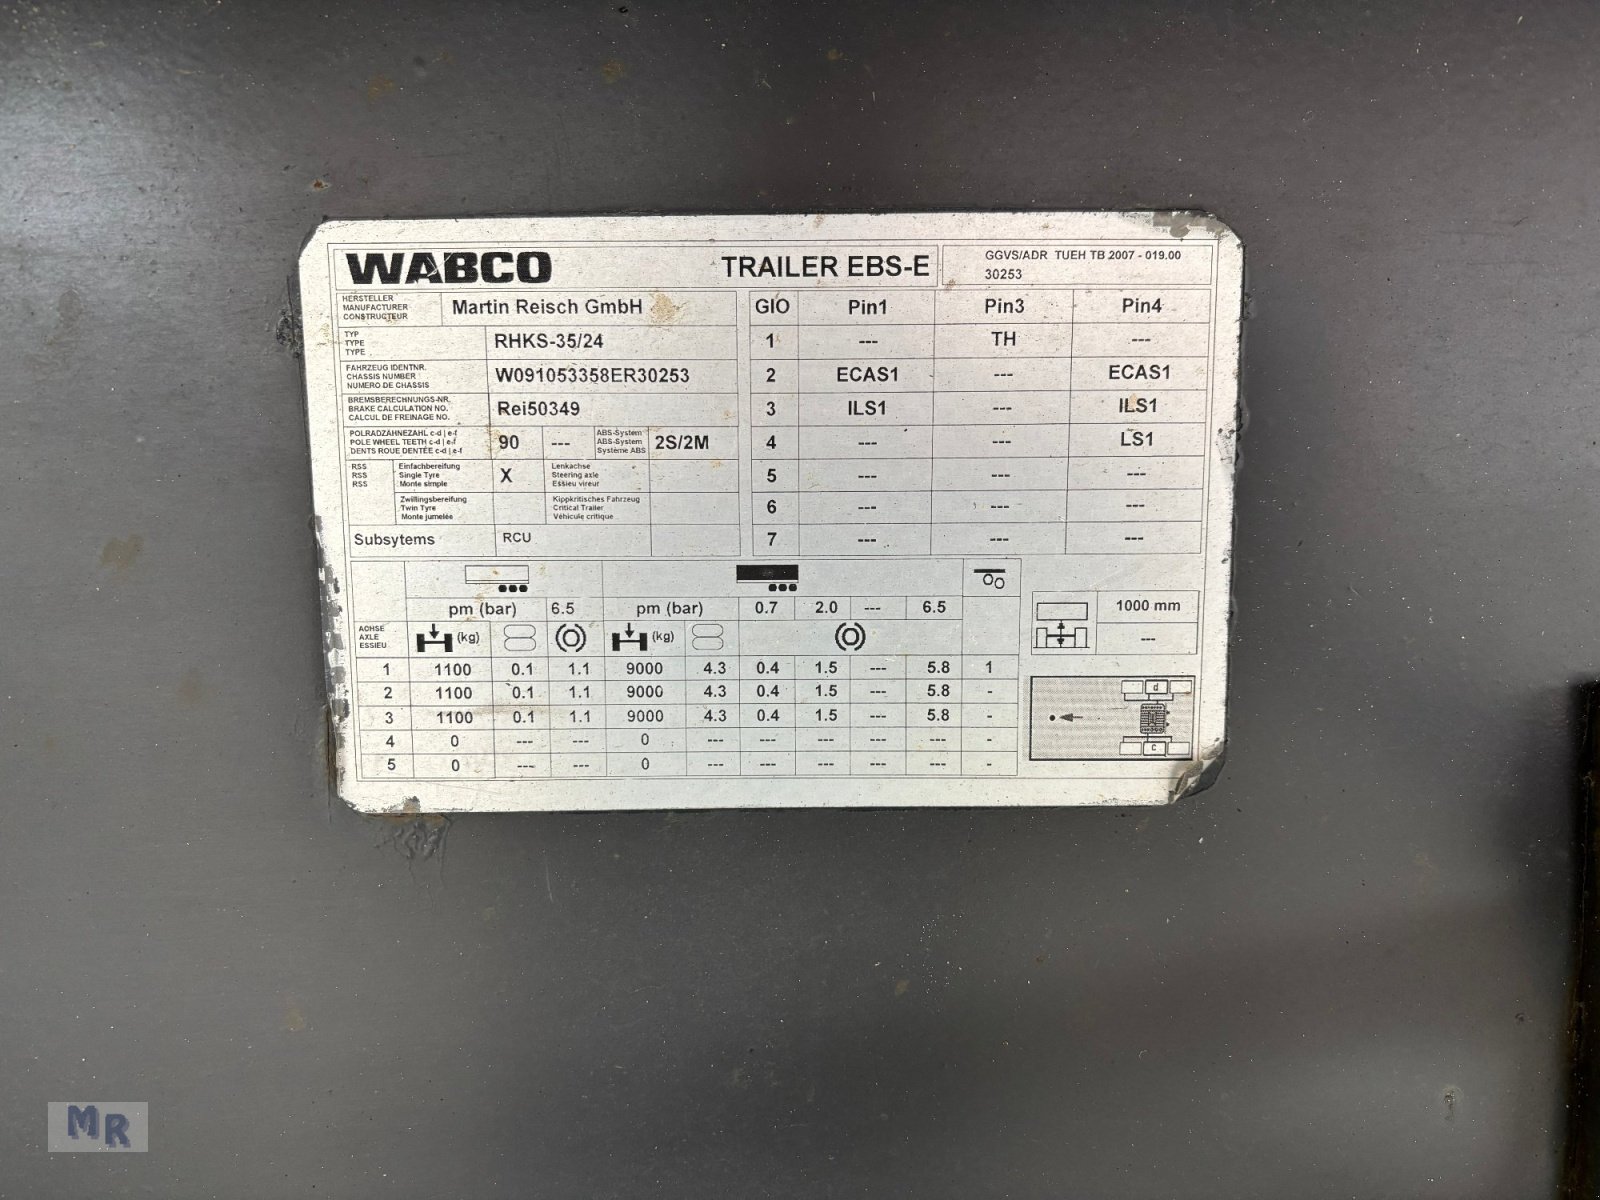 WABCO TRAILER EBS-E
GGVS/ADR TUEH TB 2007 - 019.00
30253
HERSTELLER
MANUFACTURER
CONSTRUCTEUR
Martin Reisch GmbH
TYP
TYPE
TYPE
RHKS-35/24
FAHRZEUG IDENTNR.
CHASSIS NUMBER
NUMERO DE CHASSIS
W091053358ER30253
BREMSBERECHNUNGS-NR.
BRAKE CALCULATION NO.
CALCUL DE FREINAGE NO.
Rei50349
POLRADZAHNEZAHL c-d | e-f
POLE WHEEL TEETH c-d | e-f
DENTS ROUE DENTÉE c-d | e-f
90 ---
ABS-System
ABS-System
Système ABS
2S/2M
RSS
RSS
RSS
Einfachbereifung
Single Tyre
Monte simple
X
Lenkachse
Steering axle
Essieu vireur
Zwillingsbereifung
Twin Tyre
Monte jumelée
Kippkritisches Fahrzeug
Critical Trailer
Véhicule critique
Subsytems RCU
GIO Pin1 Pin3 Pin4
1 --- TH ---
2 ECAS1 --- ECAS1
3 ILS1 --- ILS1
4 --- --- LS1
5 --- --- ---
6 --- --- ---
7 --- --- ---
pm (bar) 6.5 pm (bar) 0.7 2.0 --- 6.5
ACHSE
AXLE
ESSIEU
(kg) (kg)
1 1100 0.1 1.1 9000 4.3 0.4 1.5 --- 5.8 1
2 1100 0.1 1.1 9000 4.3 0.4 1.5 --- 5.8 -
3 1100 0.1 1.1 9000 4.3 0.4 1.5 --- 5.8 -
4 0 --- --- 0 --- --- --- --- --- -
5 0 --- --- 0 --- --- --- --- --- -
1000 mm
---
d
c
MR